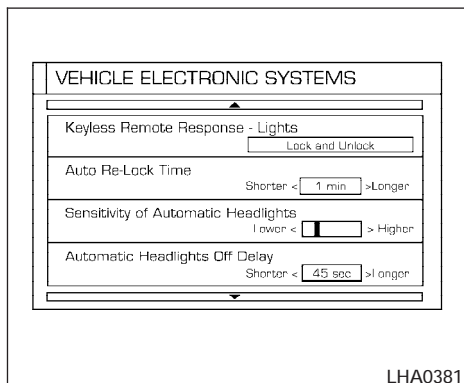 VEHICLE ELECTRONIC SYSTEMS
Keyless Remote Response - Lights
Lock and Unlock
Auto Re-Lock Time
Shorter < 1 min >Longer
Sensitivity of Automatic Headlights
Lower < > Higher
Automatic Headlights Off Delay
Shorter < 45 sec >Longer
LHA0381